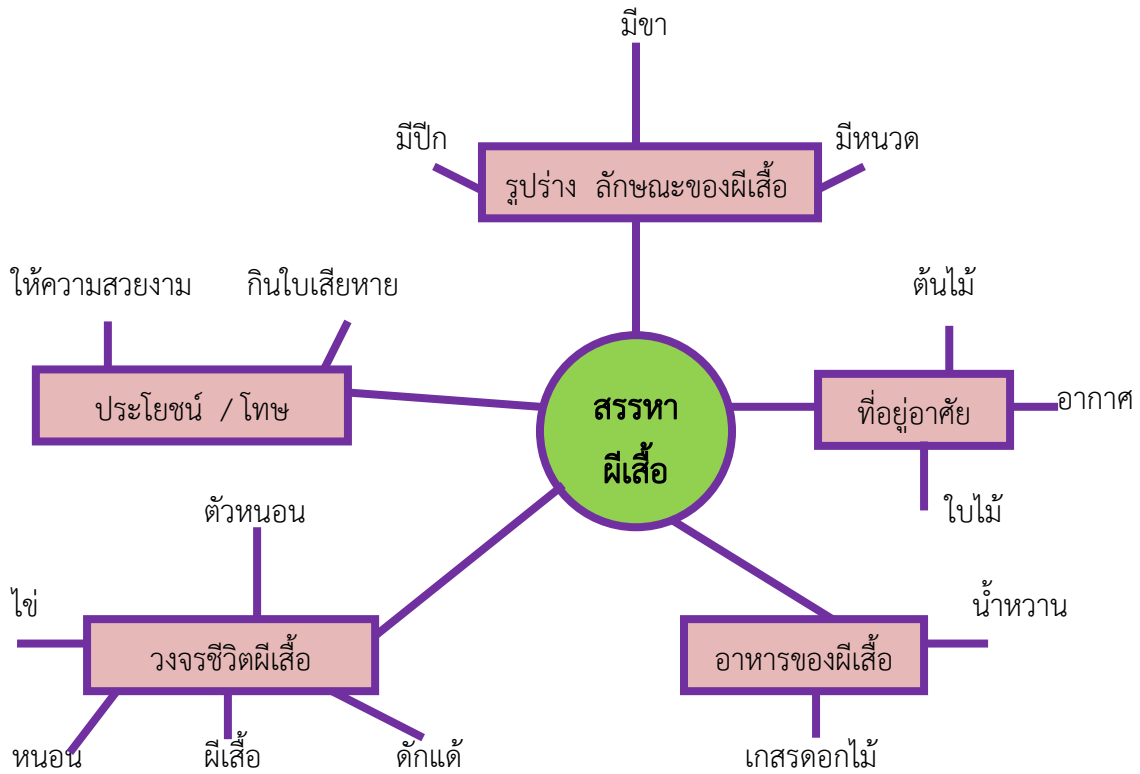 มีขา
มีปีก
มีหนวด
รูปร่าง ลักษณะของผีเสื้อ
ให้ความสวยงาม
กินใบเสียหาย
ต้นไม้
ประโยชน์ / โทษ
สรรหา
ผีเสื้อ
ที่อยู่อาศัย
อากาศ
ใบไม้
ตัวหนอน
ไข่
น้ำหวาน
วงจรชีวิตผีเสื้อ
อาหารของผีเสื้อ
หนอน
ผีเสื้อ
ดักแด้
เกสรดอกไม้